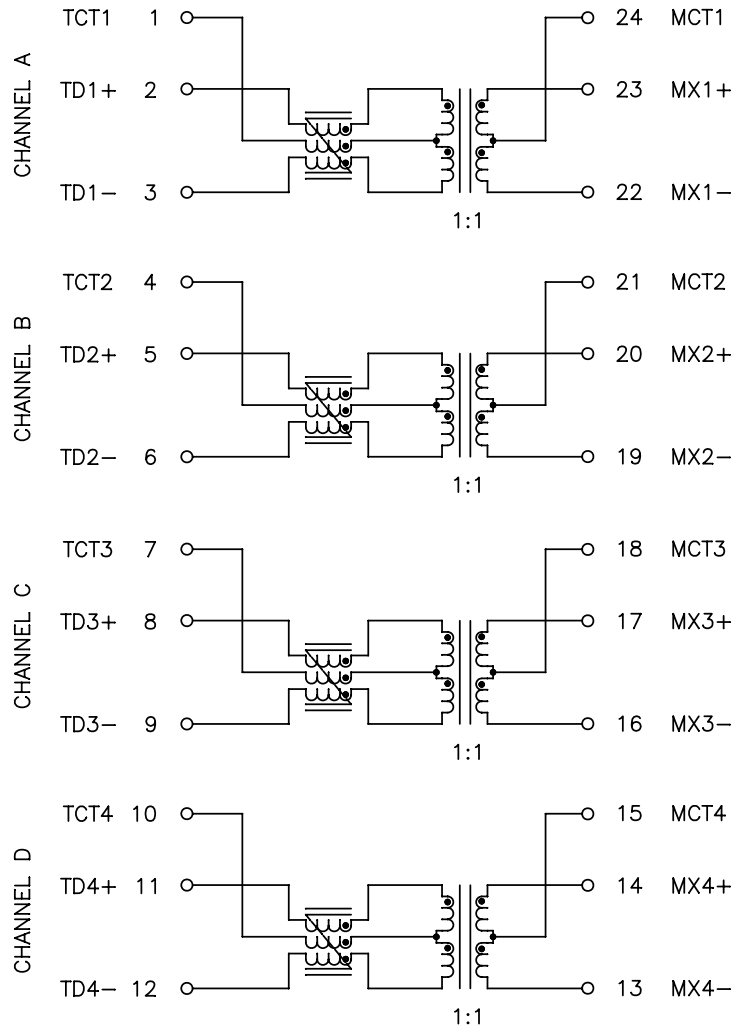 CHANNEL A
TCT1 1 24 MCT1
TD1+ 2 23 MX1+
TD1− 3 22 MX1−
1:1
CHANNEL B
TCT2 4 21 MCT2
TD2+ 5 20 MX2+
TD2− 6 19 MX2−
1:1
CHANNEL C
TCT3 7 18 MCT3
TD3+ 8 17 MX3+
TD3− 9 16 MX3−
1:1
CHANNEL D
TCT4 10 15 MCT4
TD4+ 11 14 MX4+
TD4− 12 13 MX4−
1:1